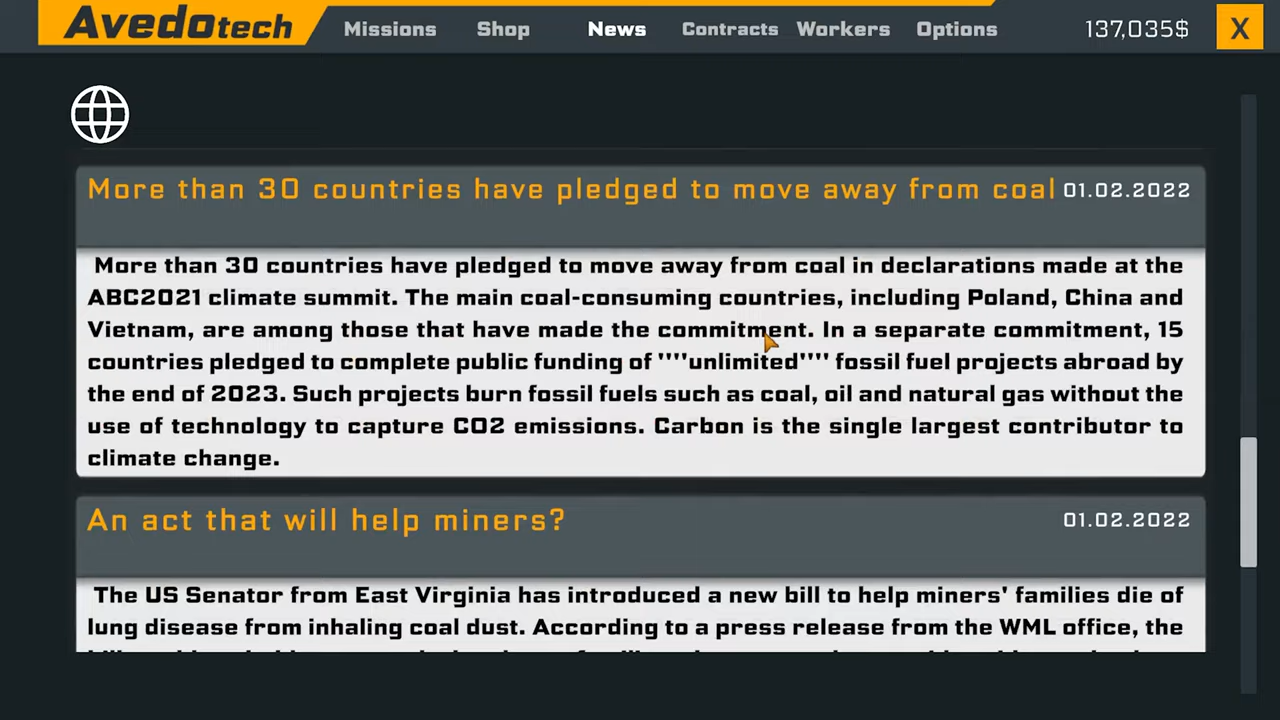 Avedotech Missions Shop News Contracts Workers Options 137,035$ X
More than 30 countries have pledged to move away from coal 01.02.2022
More than 30 countries have pledged to move away from coal in declarations made at the
ABC2021 climate summit. The main coal-consuming countries, including Poland, China and
Vietnam, are among those that have made the commitment. In a separate commitment, 15
countries pledged to complete public funding of ''''unlimited'''' fossil fuel projects abroad by
the end of 2023. Such projects burn fossil fuels such as coal, oil and natural gas without the
use of technology to capture CO2 emissions. Carbon is the single largest contributor to
climate change.
An act that will help miners? 01.02.2022
The US Senator from East Virginia has introduced a new bill to help miners' families die of
lung disease from inhaling coal dust. According to a press release from the WML office, the